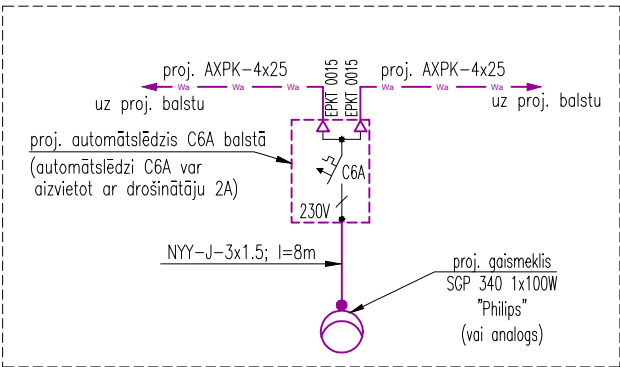 proj. AXPK-4x25
EPKT 0015
EPKT 0015
proj. AXPK-4x25
Wa Wa Wa
Wa Wa Wa
uz proj. balstu
uz proj. balstu
proj. automātslēdzis C6A balstā
(automātslēdzi C6A var
aizvietot ar drošinātāju 2A)
C6A
230V
NYY-J-3x1.5; l=8m
proj. gaismeklis
SGP 340 1x100W
"Philips"
(vai analogs)